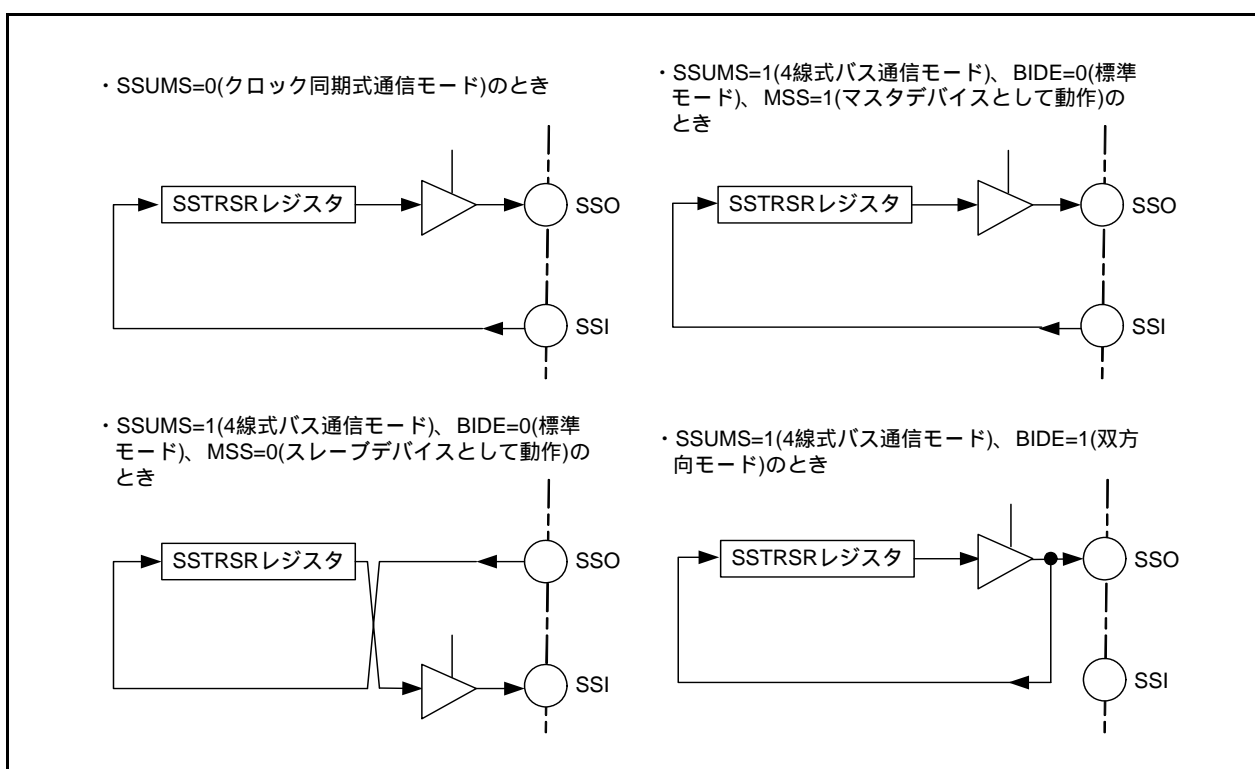 ・SSUMS=0(クロック同期式通信モード)のとき
SSTRSRレジスタ
SSO
SSI
・SSUMS=1(4線式バス通信モード)、BIDE=0(標準
モード)、MSS=1(マスタデバイスとして動作)の
とき
SSTRSRレジスタ
SSO
SSI
・SSUMS=1(4線式バス通信モード)、BIDE=0(標準
モード)、MSS=0(スレーブデバイスとして動作)の
とき
SSTRSRレジスタ
SSO
SSI
・SSUMS=1(4線式バス通信モード)、BIDE=1(双方
向モード)のとき
SSTRSRレジスタ
SSO
SSI